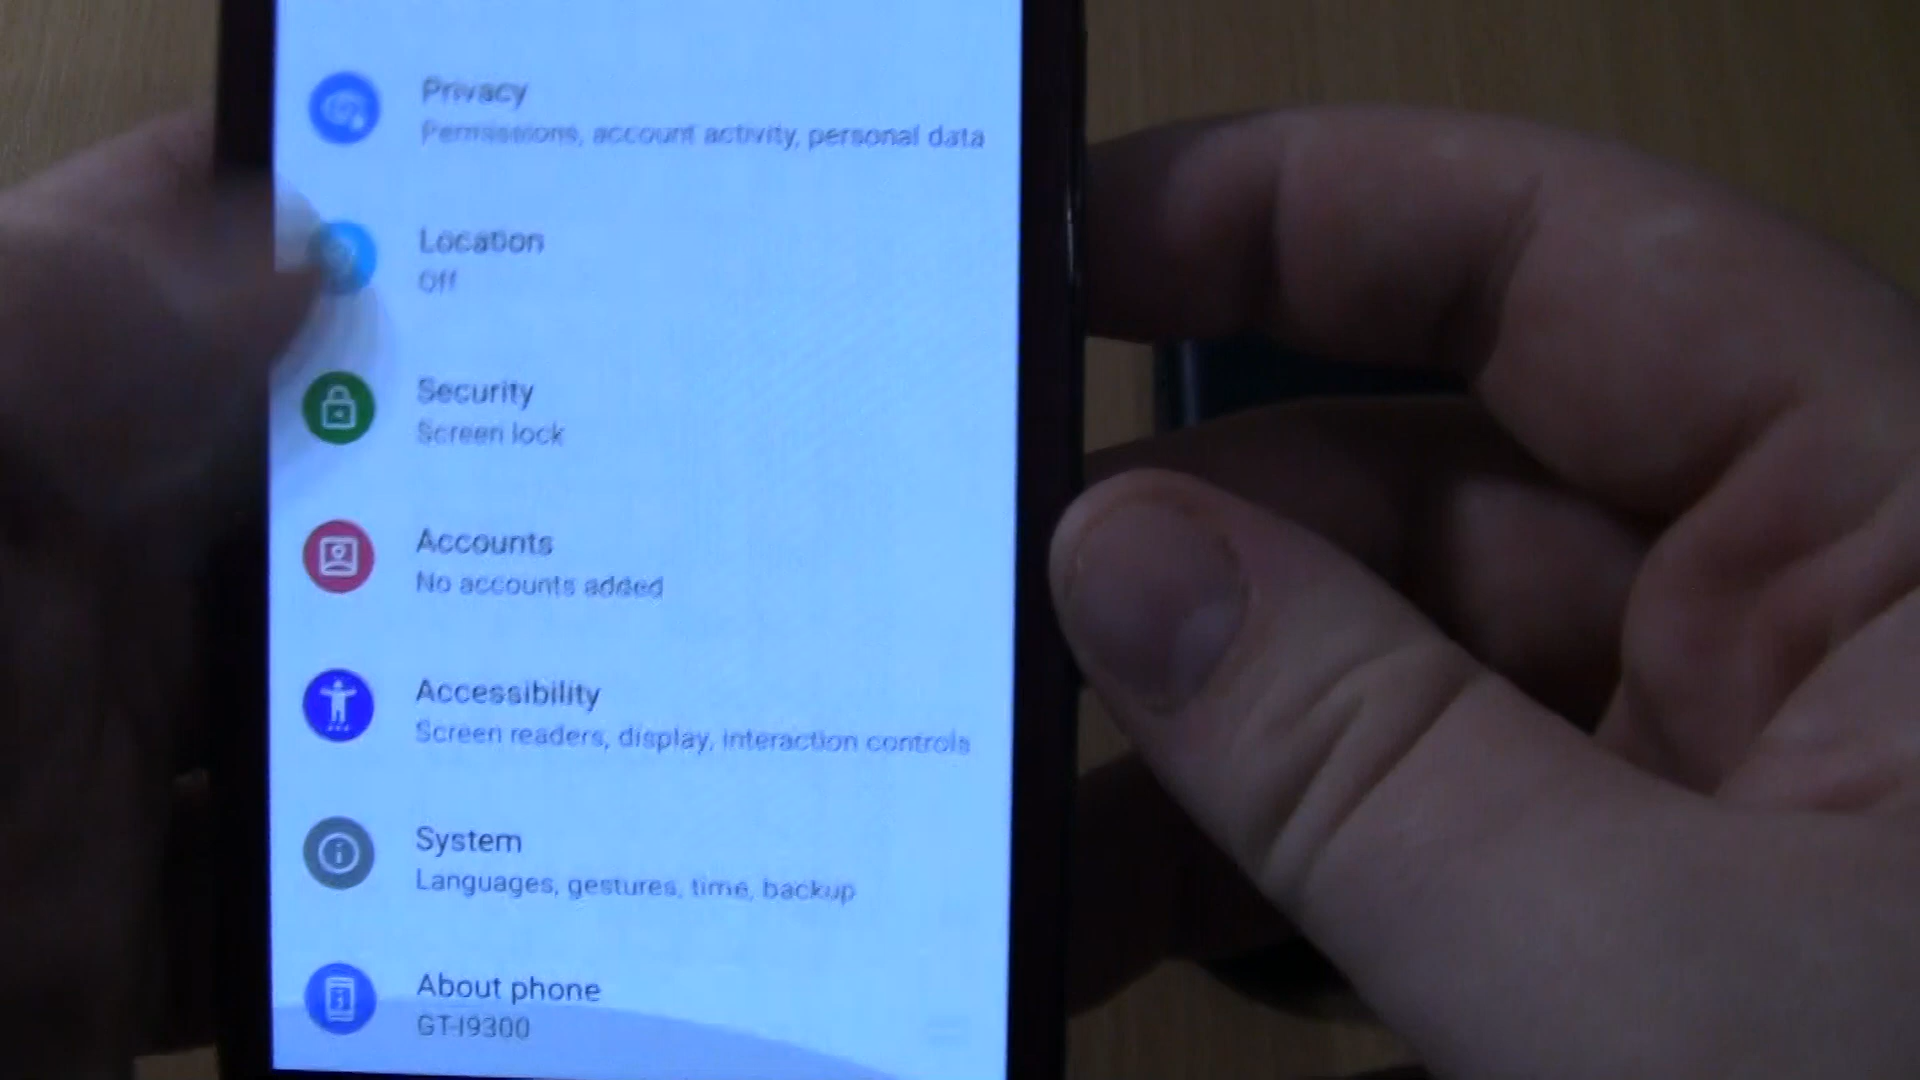 Privacy
Permissions, account activity, personal data
Location
Off
Security
Screen lock
Accounts
No accounts added
Accessibility
Screen readers, display, interaction controls
System
Languages, gestures, time, backup
About phone
GT-I9300